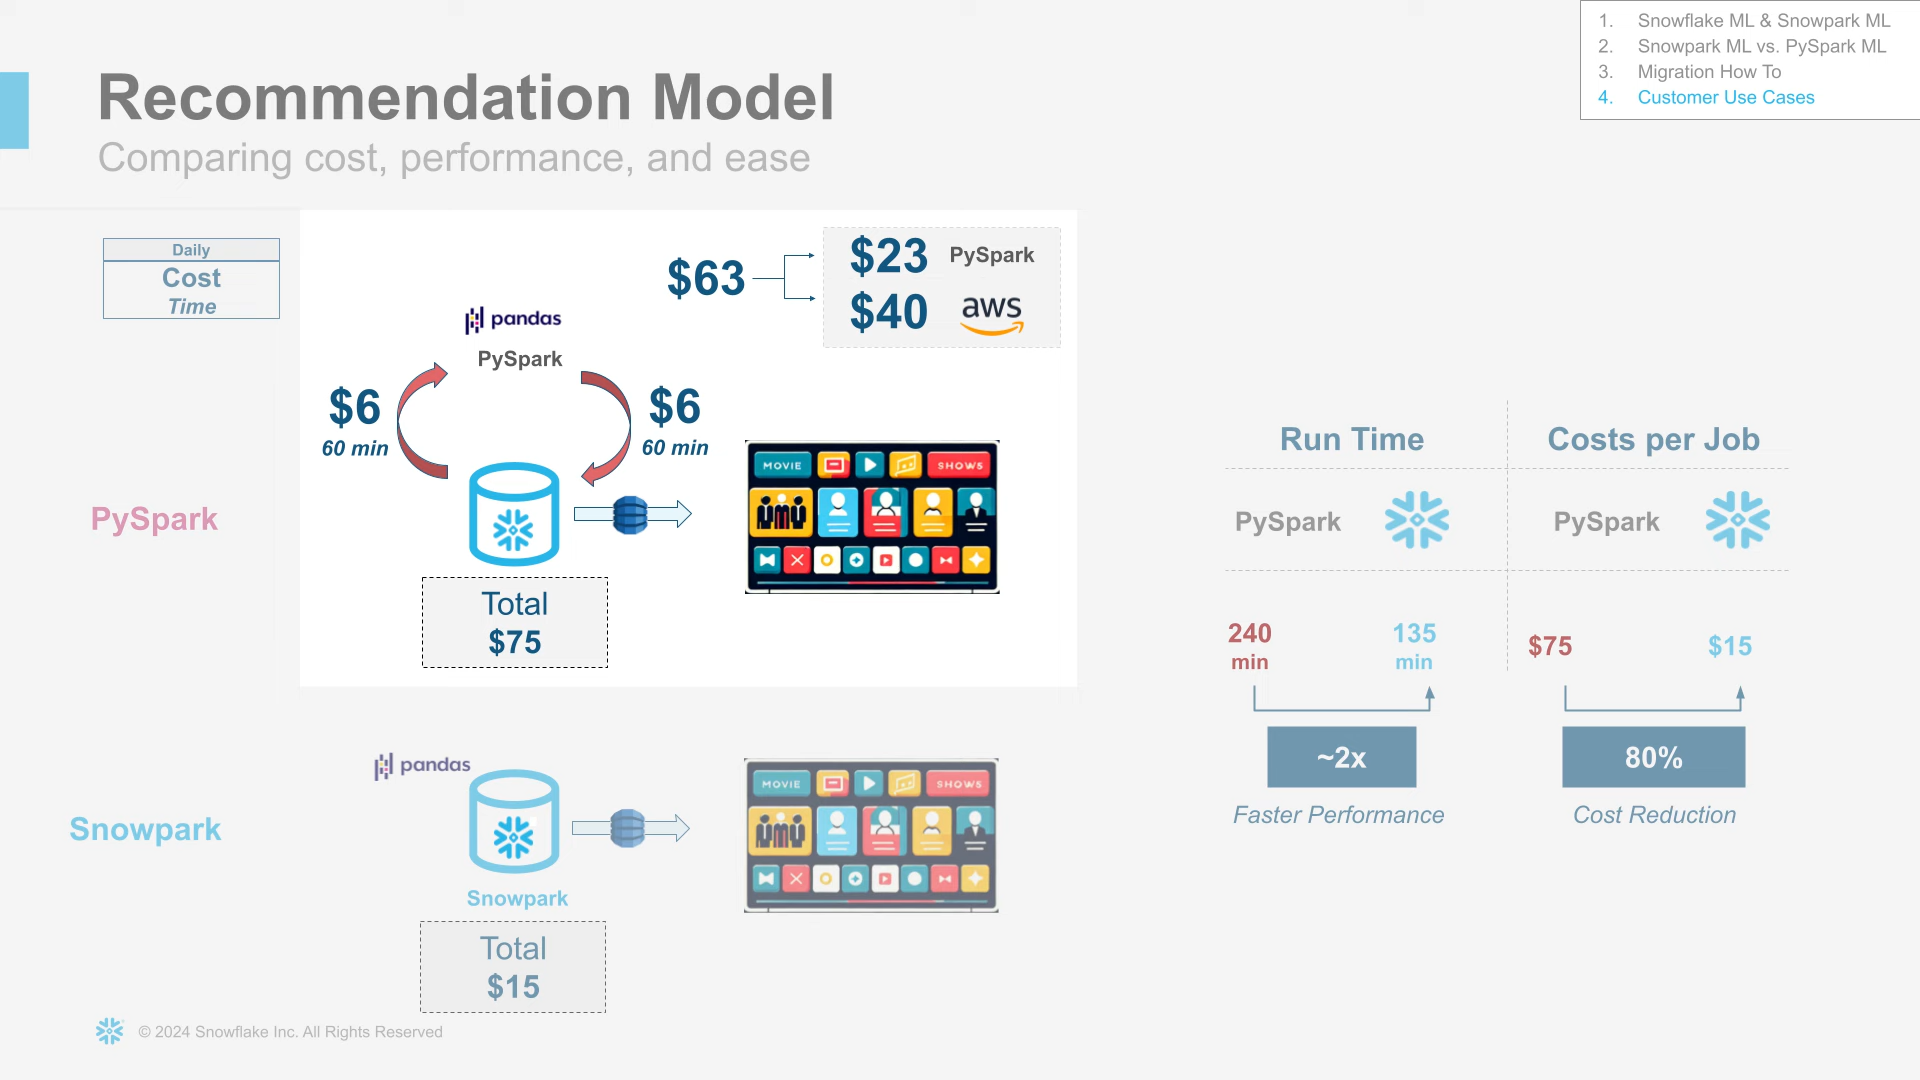 1. Snowflake ML & Snowpark ML
2. Snowpark ML vs. PySpark ML
3. Migration How To
4. Customer Use Cases
Recommendation Model
Comparing cost, performance, and ease
Daily
Cost
Time
$63
$23 PySpark
$40 aws
pandas
PySpark
$6
60 min
$6
60 min
MOVIE
SHOWS
PySpark
Total
$75
pandas
MOVIE
SHOWS
Snowpark
Snowpark
Total
$15
Run Time
Costs per Job
PySpark
PySpark
240
min
135
min
$75
$15
~2x
80%
Faster Performance
Cost Reduction
© 2024 Snowflake Inc. All Rights Reserved